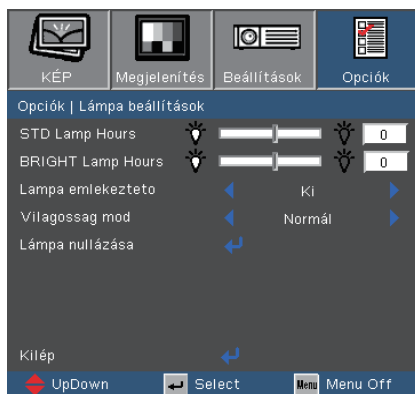 KÉP Megjelenítés Beállítások Opciók
Opciók | Lámpa beállítások
STD Lamp Hours 0
BRIGHT Lamp Hours 0
Lampa emlekezteto Ki
Vilagossag mod Normál
Lámpa nullázása
Kilép
UpDown Select Menu Menu Off